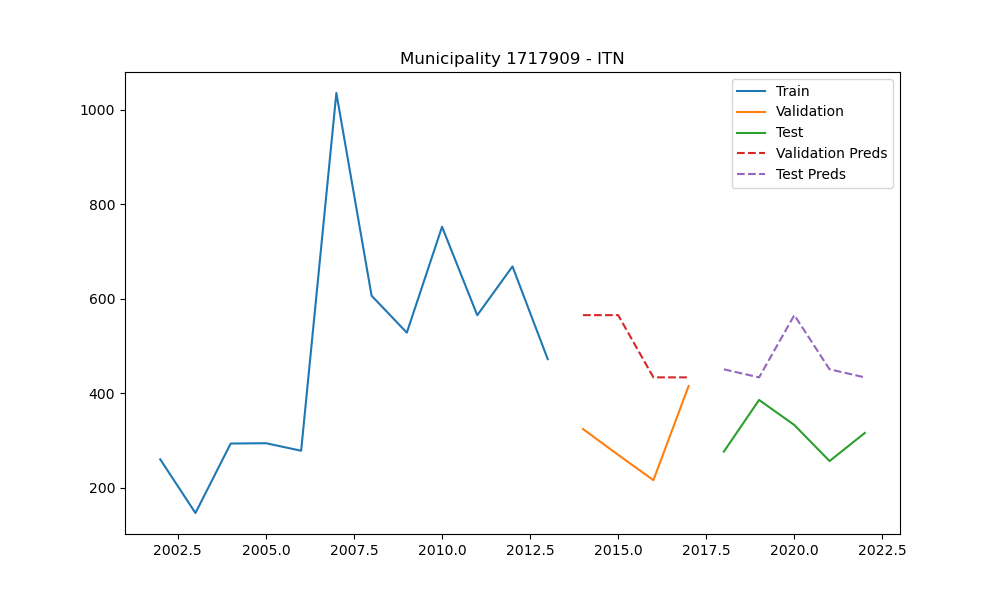 Municipality 1717909 - ITN
Train
Validation
Test
Validation Preds
Test Preds
1000
800
600
400
200
2002.5 2005.0 2007.5 2010.0 2012.5 2015.0 2017.5 2020.0 2022.5